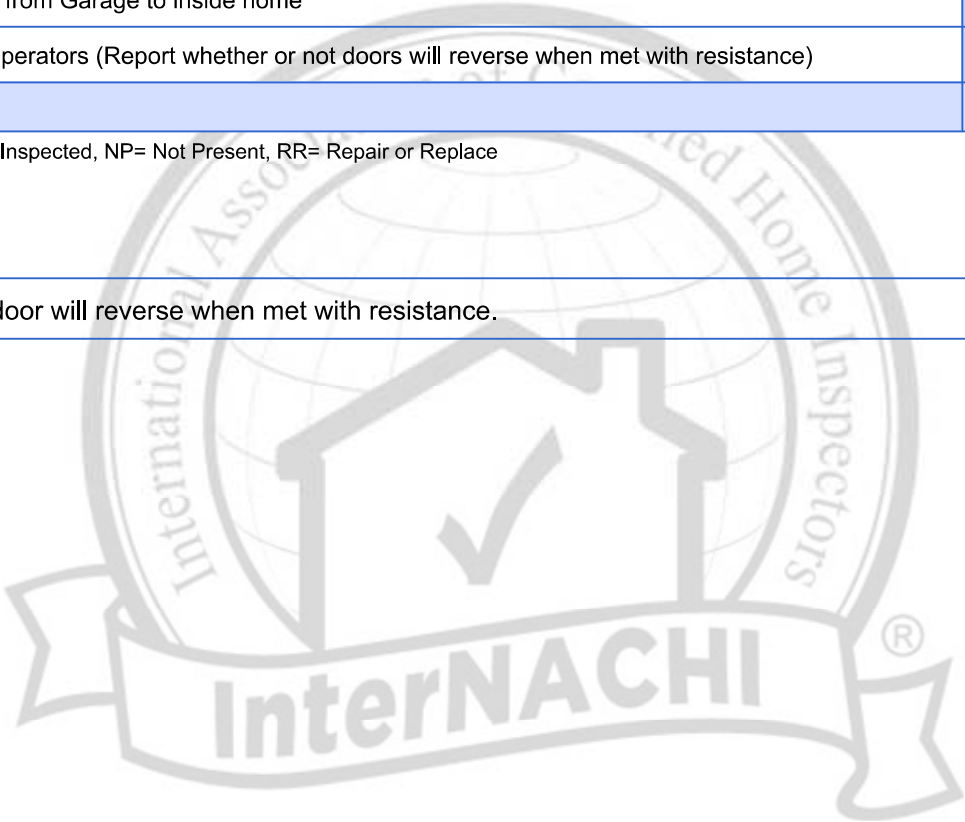 from Garage to inside home
perators (Report whether or not doors will reverse when met with resistance)
Inspected, NP= Not Present, RR= Repair or Replace
door will reverse when met with resistance.
International Association of Certified Home Inspectors
InterNACHI ®